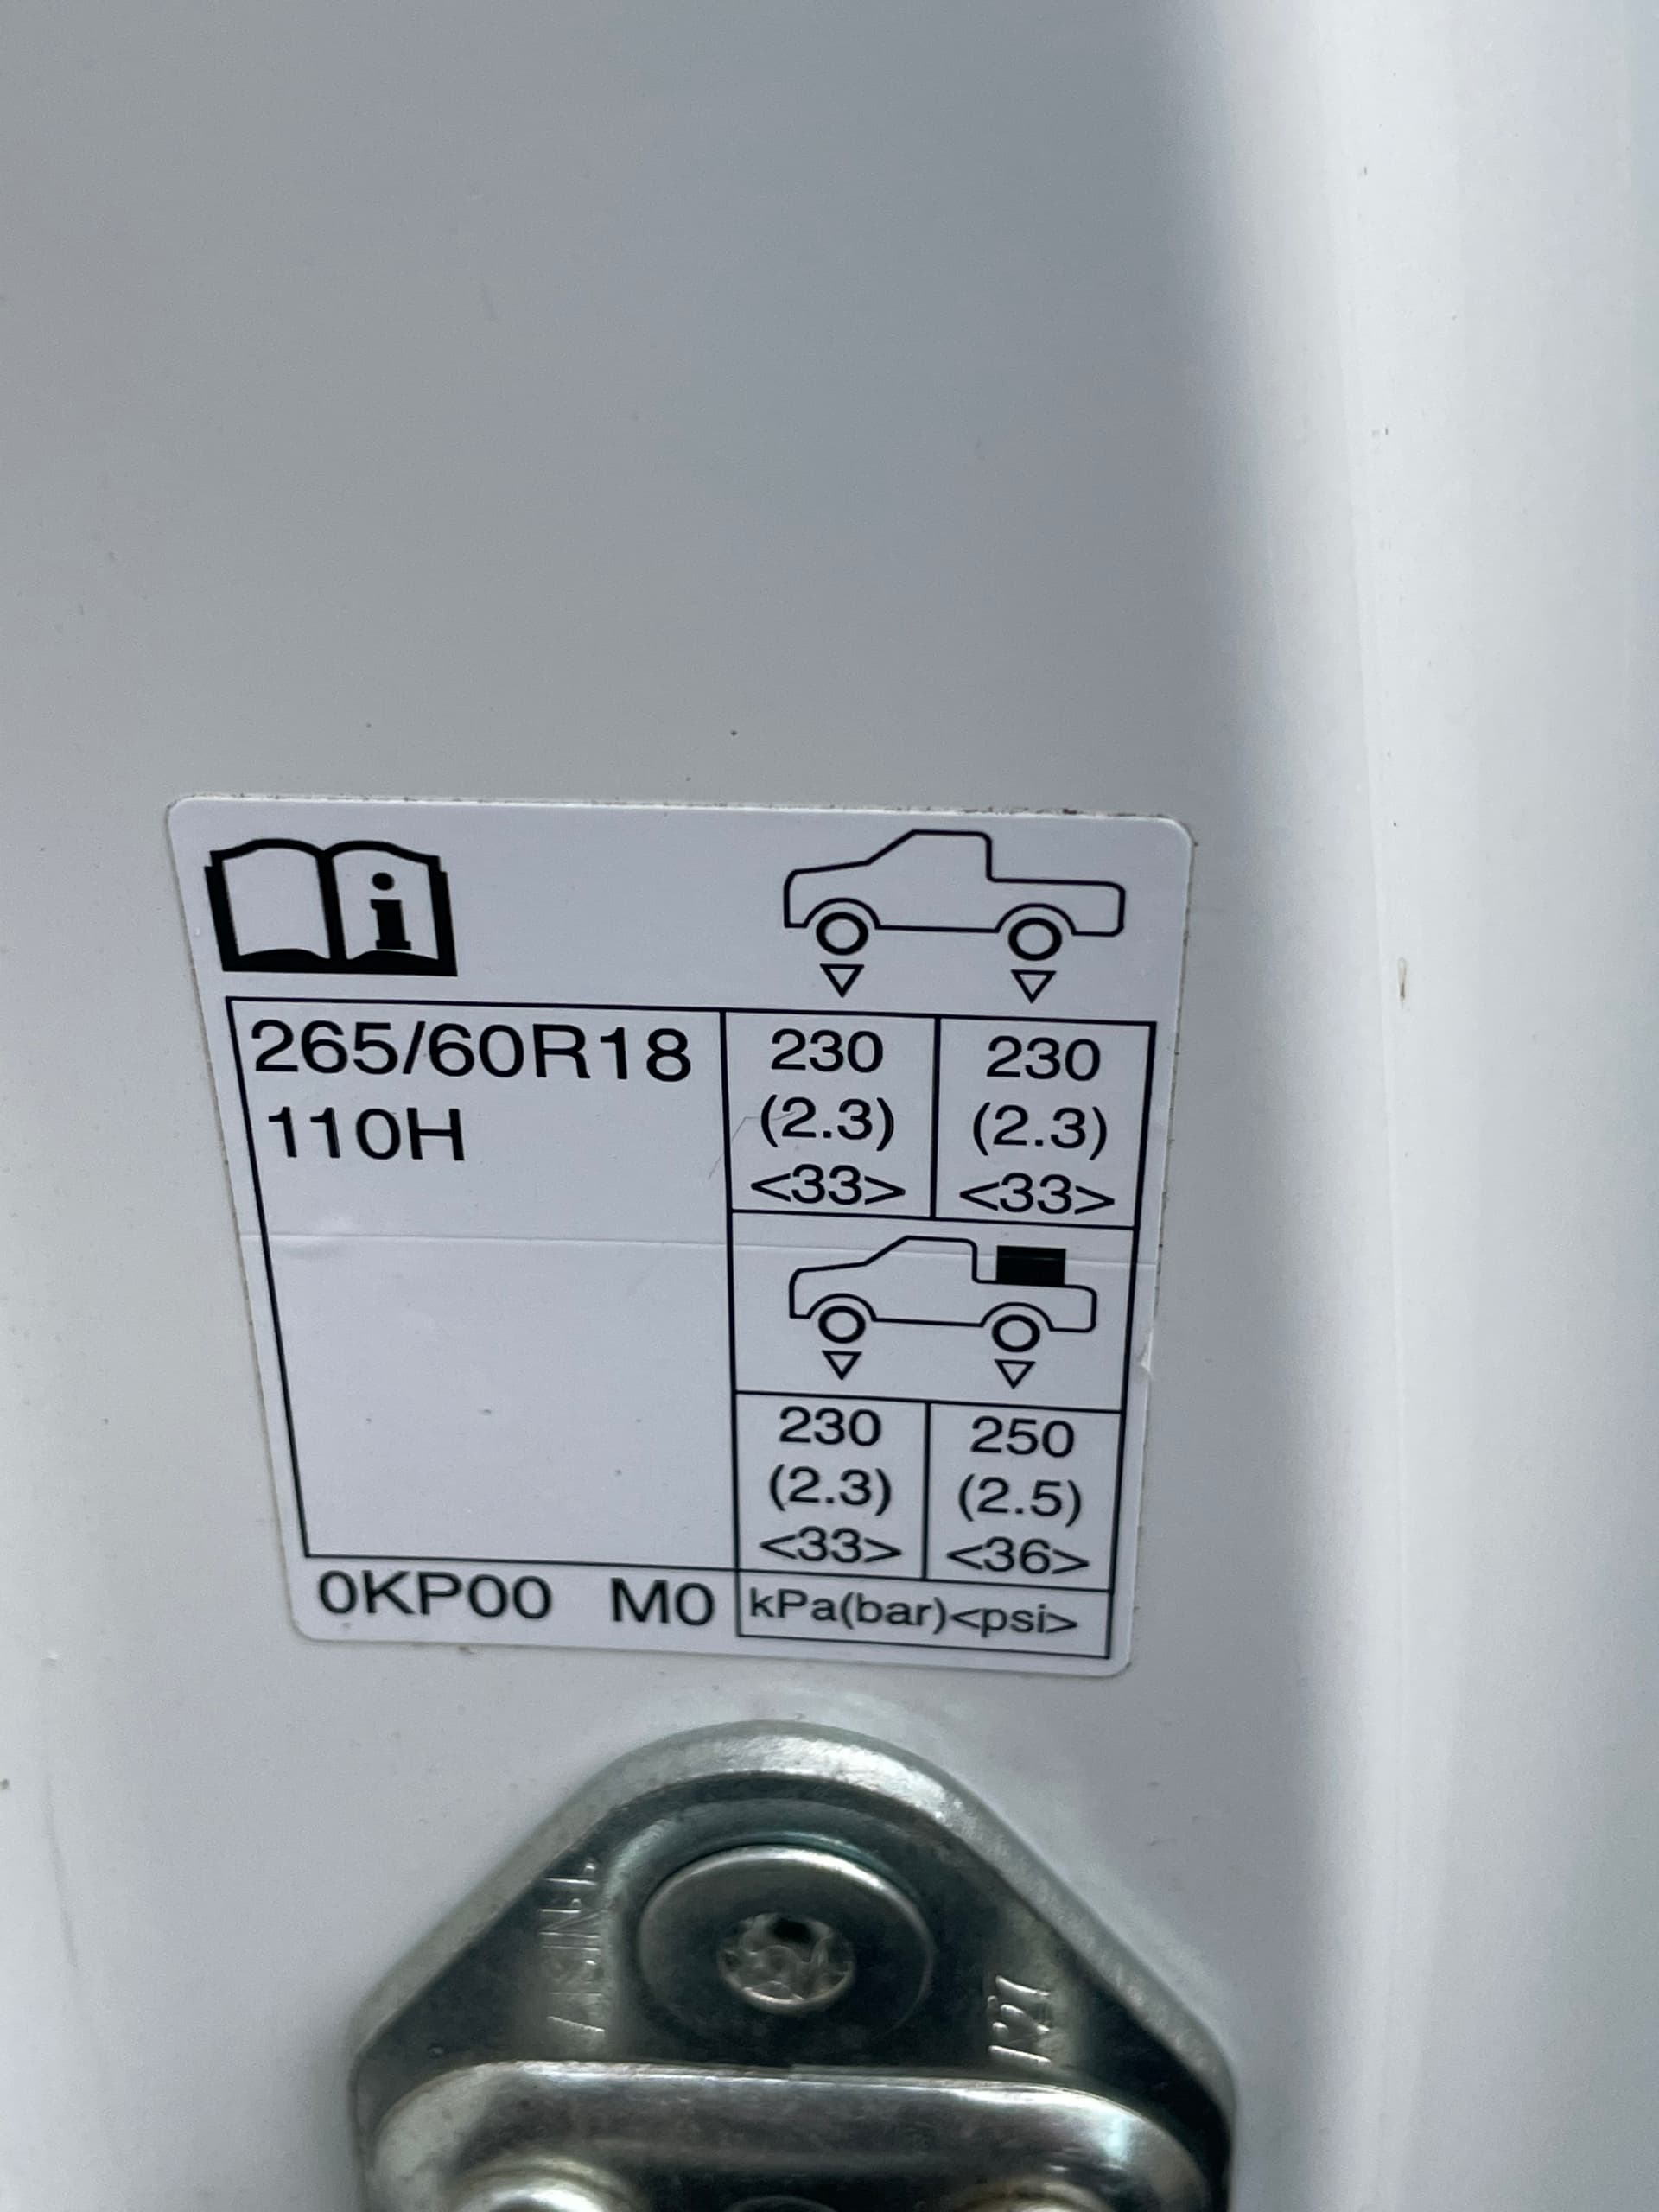 i
265/60R18
110H
230
(2.3)
<33>
230
(2.3)
<33>
230
(2.3)
<33>
250
(2.5)
<36>
0KP00 M0
kPa(bar)<psi>